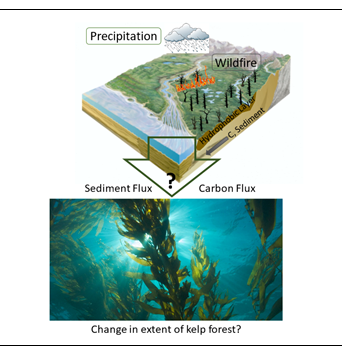 Precipitation
Wildfire
Hydrophobic Layer
C, Sediment
?
Sediment Flux
Carbon Flux
Change in extent of kelp forest?